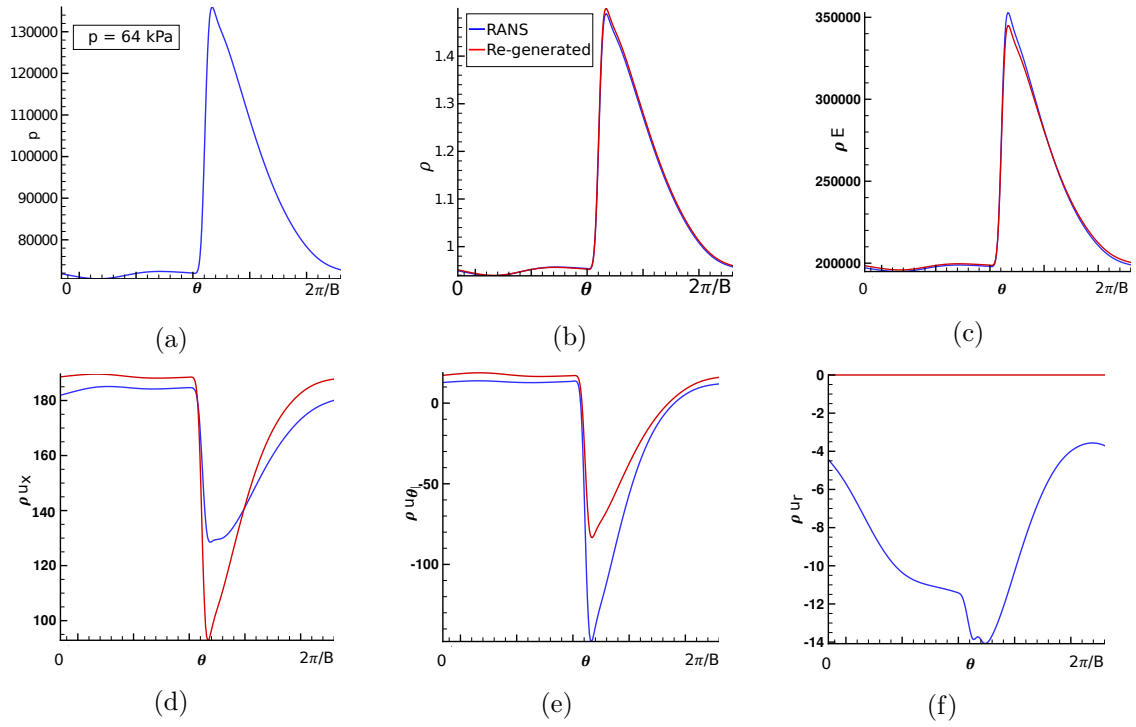 130000
120000
110000
100000
90000
80000
p
p = 64 kPa
0
θ
2π/B
(a)
1.4
1.3
1.2
1.1
1
ρ
RANS
Re-generated
0
θ
2π/B
(b)
350000
300000
250000
200000
ρ E
0
θ
2π/B
(c)
180
160
140
120
100
ρ u_x
0
θ
2π/B
(d)
0
-50
-100
ρ u_θ
0
θ
2π/B
(e)
0
-2
-4
-6
-8
-10
-12
-14
ρ u_r
0
θ
2π/B
(f)